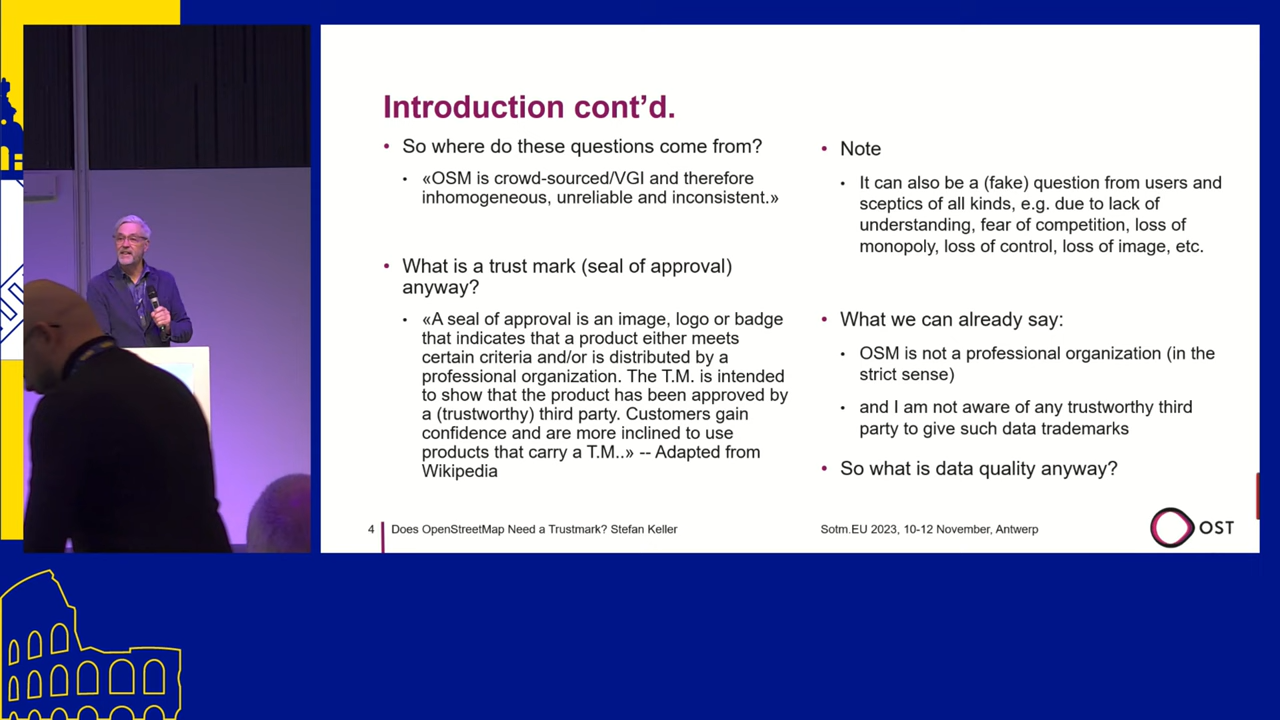 Introduction cont’d.
• So where do these questions come from?
• «OSM is crowd-sourced/VGI and therefore
inhomogeneous, unreliable and inconsistent.»
• What is a trust mark (seal of approval)
anyway?
• «A seal of approval is an image, logo or badge
that indicates that a product either meets
certain criteria and/or is distributed by a
professional organization. The T.M. is intended
to show that the product has been approved by
a (trustworthy) third party. Customers gain
confidence and are more inclined to use
products that carry a T.M..» -- Adapted from
Wikipedia
• Note
• It can also be a (fake) question from users and
sceptics of all kinds, e.g. due to lack of
understanding, fear of competition, loss of
monopoly, loss of control, loss of image, etc.
• What we can already say:
• OSM is not a professional organization (in the
strict sense)
• and I am not aware of any trustworthy third
party to give such data trademarks
• So what is data quality anyway?
4 Does OpenStreetMap Need a Trustmark? Stefan Keller
Sotm.EU 2023, 10-12 November, Antwerp
OST